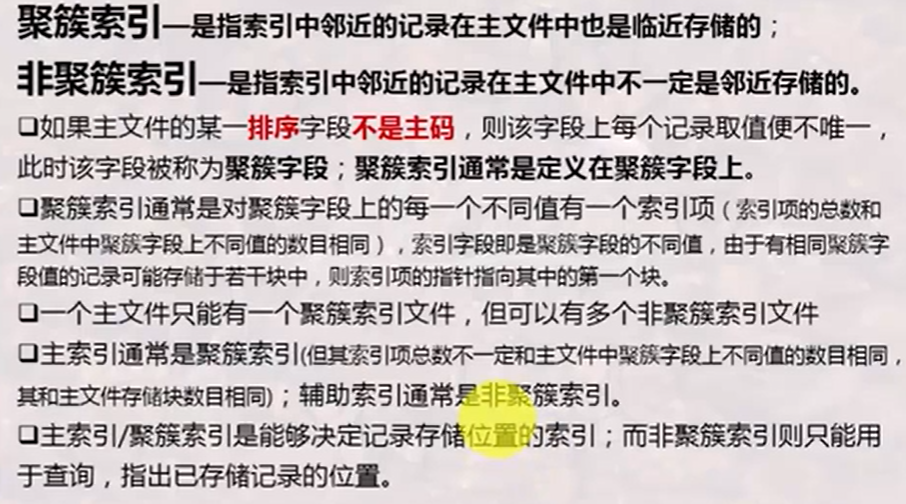 聚簇索引—是指索引中邻近的记录在主文件中也是临近存储的；
非聚簇索引—是指索引中邻近的记录在主文件中不一定是邻近存储的。
❑如果主文件的某一排序字段不是主码，则该字段上每个记录取值便不唯一，
此时该字段被称为聚簇字段；聚簇索引通常是定义在聚簇字段上。
❑聚簇索引通常是对聚簇字段上的每一个不同值有一个索引项（索引项的总数和
主文件中聚簇字段上不同值的数目相同），索引字段即是聚簇字段的不同值，由于有相同聚簇字
段值的记录可能存储于若干块中，则索引项的指针指向其中的第一个块。
❑一个主文件只能有一个聚簇索引文件，但可以有多个非聚簇索引文件
❑主索引通常是聚簇索引(但其索引项总数不一定和主文件中聚簇字段上不同值的数目相同，
其和主文件存储块数目相同)；辅助索引通常是非聚簇索引。
❑主索引/聚簇索引是能够决定记录存储位置的索引；而非聚簇索引则只能用
于查询，指出已存储记录的位置。